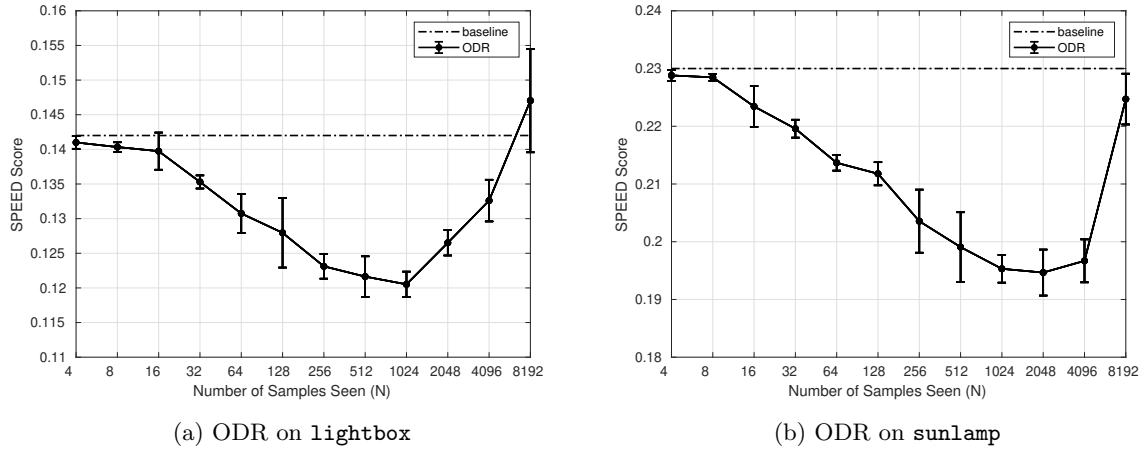 0.16
0.155
0.15
0.145
0.14
0.135
0.13
0.125
0.12
0.115
0.11
SPEED Score
4 8 16 32 64 128 256 512 1024 2048 4096 8192
Number of Samples Seen (N)
baseline
ODR
(a) ODR on lightbox
0.24
0.23
0.22
0.21
0.2
0.19
0.18
SPEED Score
4 8 16 32 64 128 256 512 1024 2048 4096 8192
Number of Samples Seen (N)
baseline
ODR
(b) ODR on sunlamp